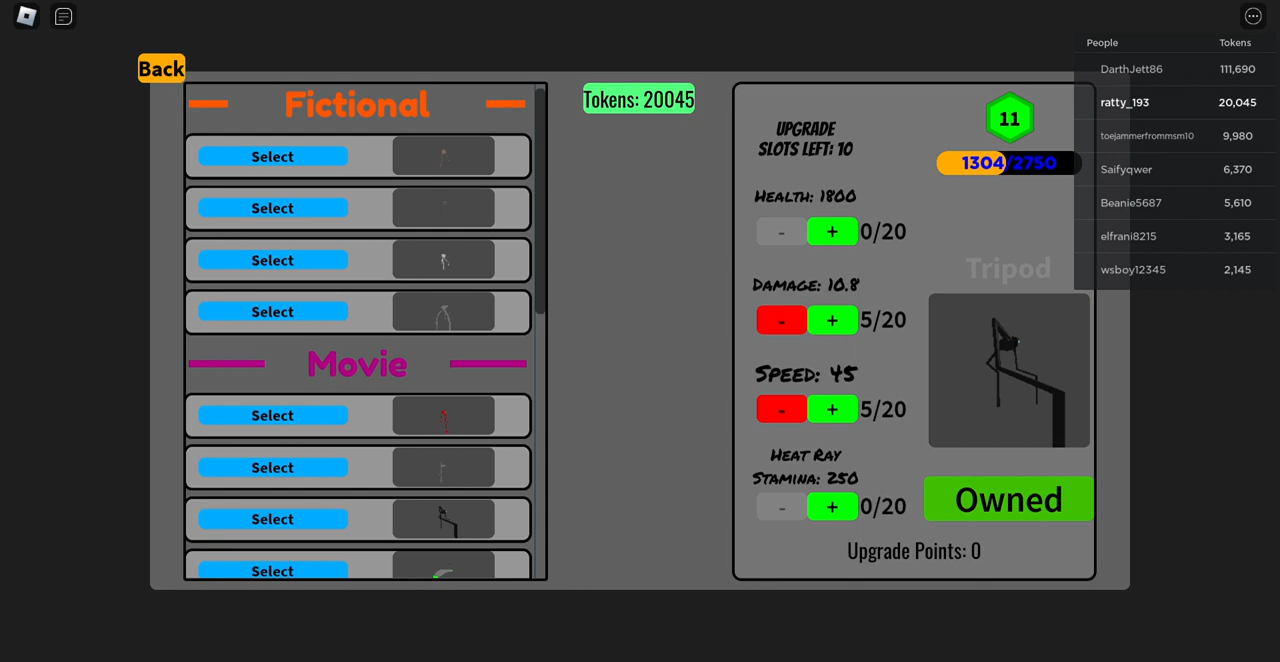 Back
Fictional
Select
Select
Select
Select
Movie
Select
Select
Select
Select
Tokens: 20045
UPGRADE
SLOTS LEFT: 10
11
1304/2750
HEALTH: 1800
- + 0/20
DAMAGE: 10.8
- + 5/20
SPEED: 45
- + 5/20
HEAT RAY
STAMINA: 250
- + 0/20
Tripod
Owned
Upgrade Points: 0
People Tokens
DarthJett86 111,690
ratty_193 20,045
toejammerfrommsm10 9,980
Saifyqwer 6,370
Beanie5687 5,610
elfrani8215 3,165
wsboy12345 2,145